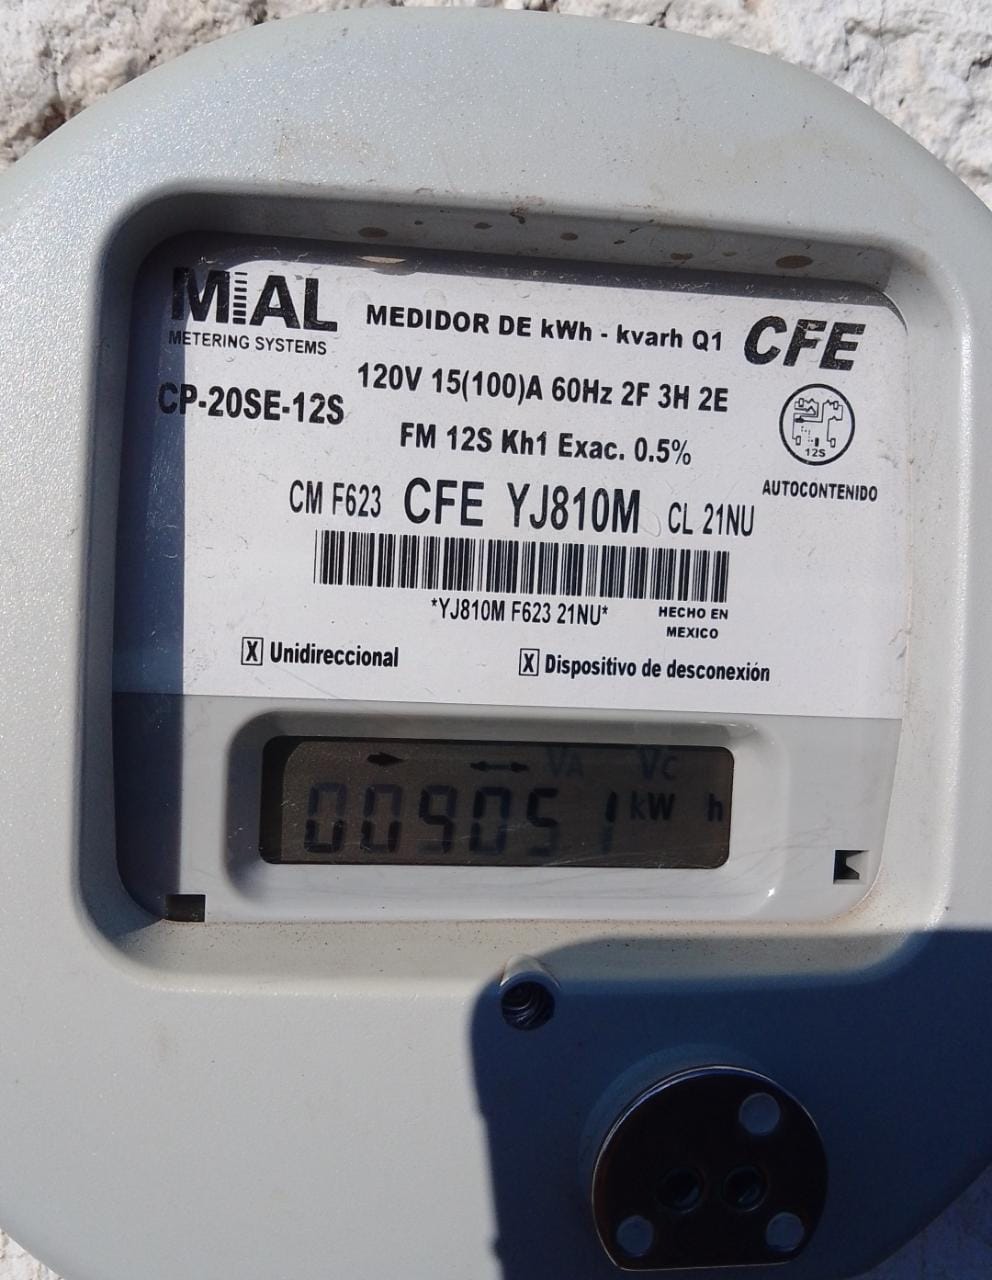 MIAL
METERING SYSTEMS
MEDIDOR DE kWh - kvarh Q1
CFE
CP-20SE-12S
120V 15(100)A 60Hz 2F 3H 2E
FM 12S Kh1 Exac. 0.5%
12S
AUTOCONTENIDO
CM F623 CFE YJ810M CL 21NU
*YJ810M F623 21NU*
HECHO EN
MEXICO
X Unidireccional
X Dispositivo de desconexión
VA VC
009051 kW h